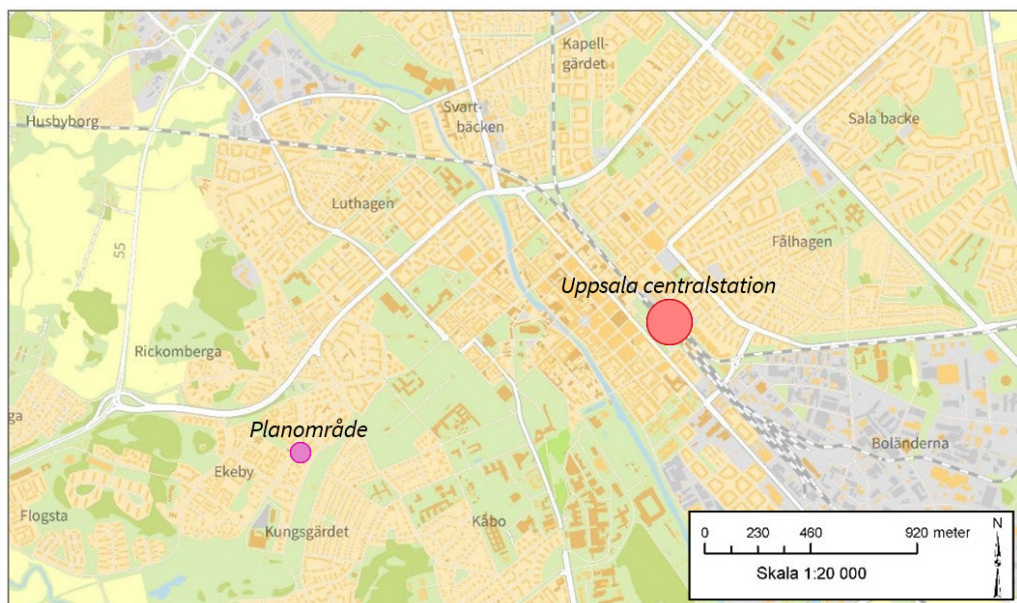 Kapell-
gärdet
Svart-
bäcken
Husbyborg
Sala backe
Luthagen
55
Fålhagen
Uppsala centralstation
Rickomberga
ga
Planområde
Ekeby
Boländerna
Flogsta
Kungsgärdet
Kåbo
0 230 460 920 meter
N
Skala 1:20 000